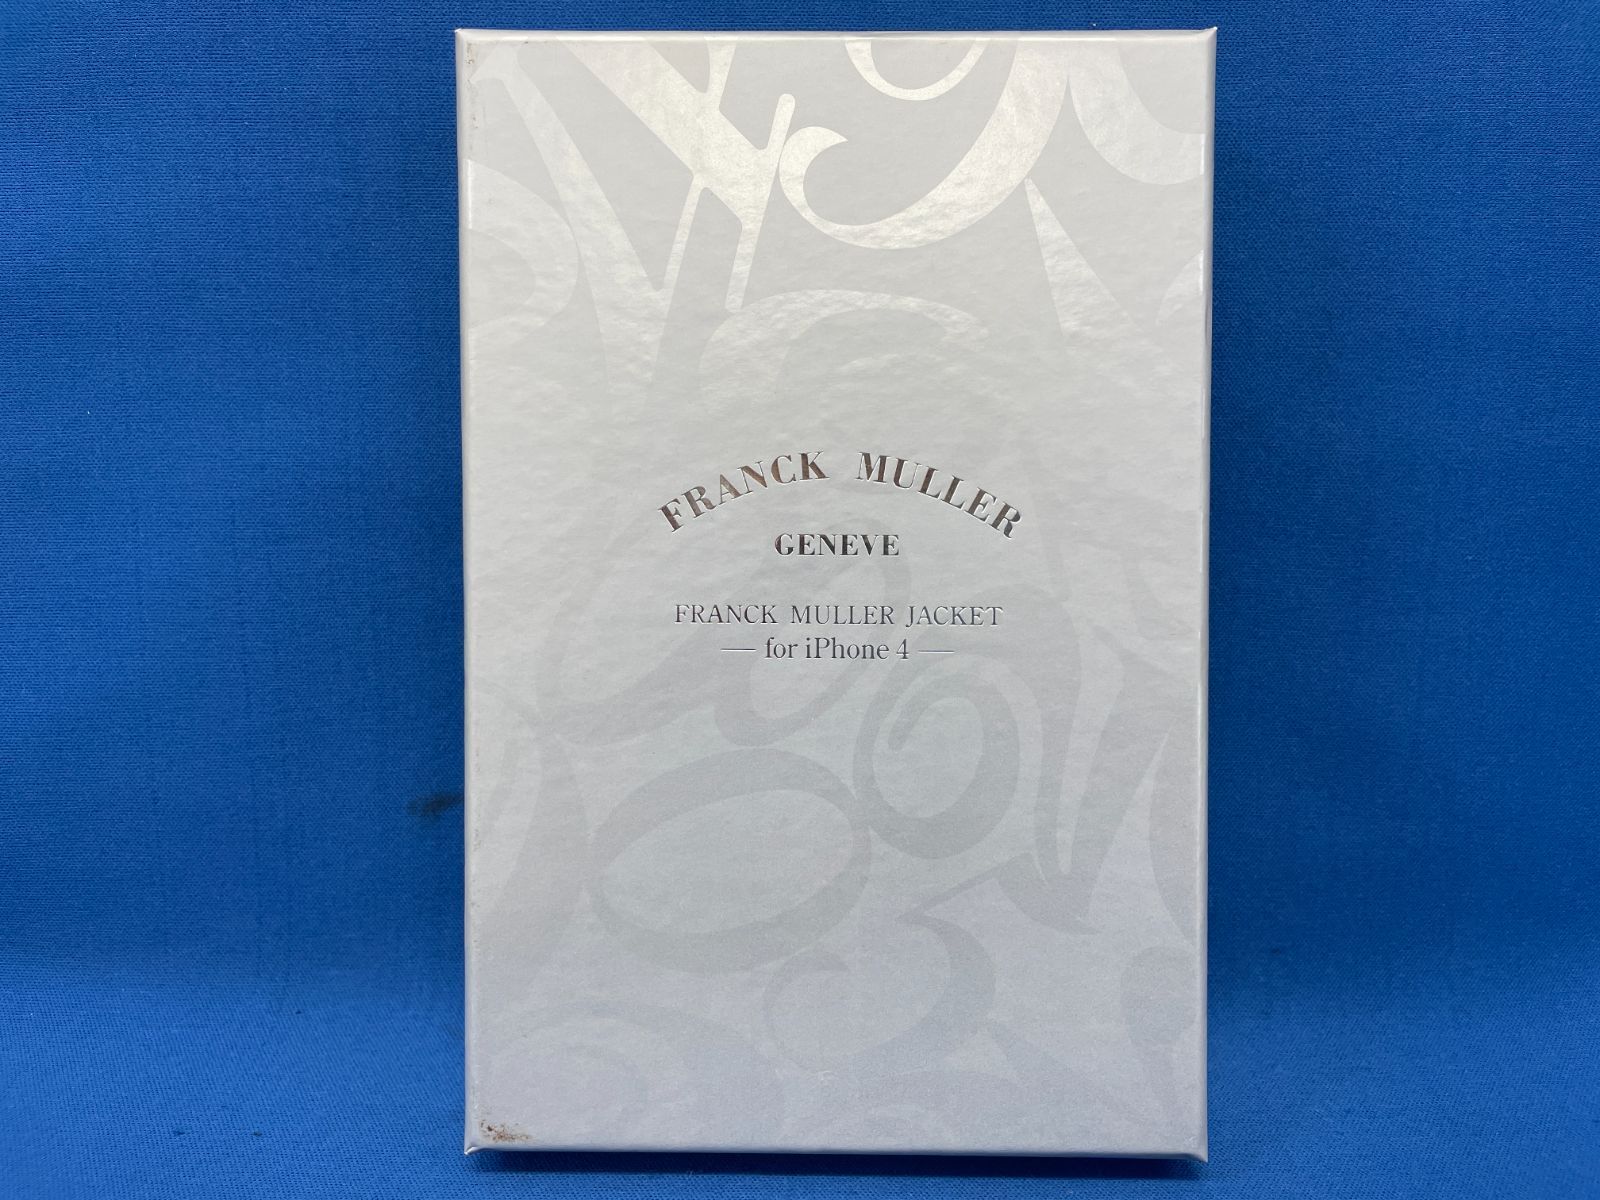 FRANCK MULLER
GENEVE
FRANCK MULLER JACKET
— for iPhone 4 —